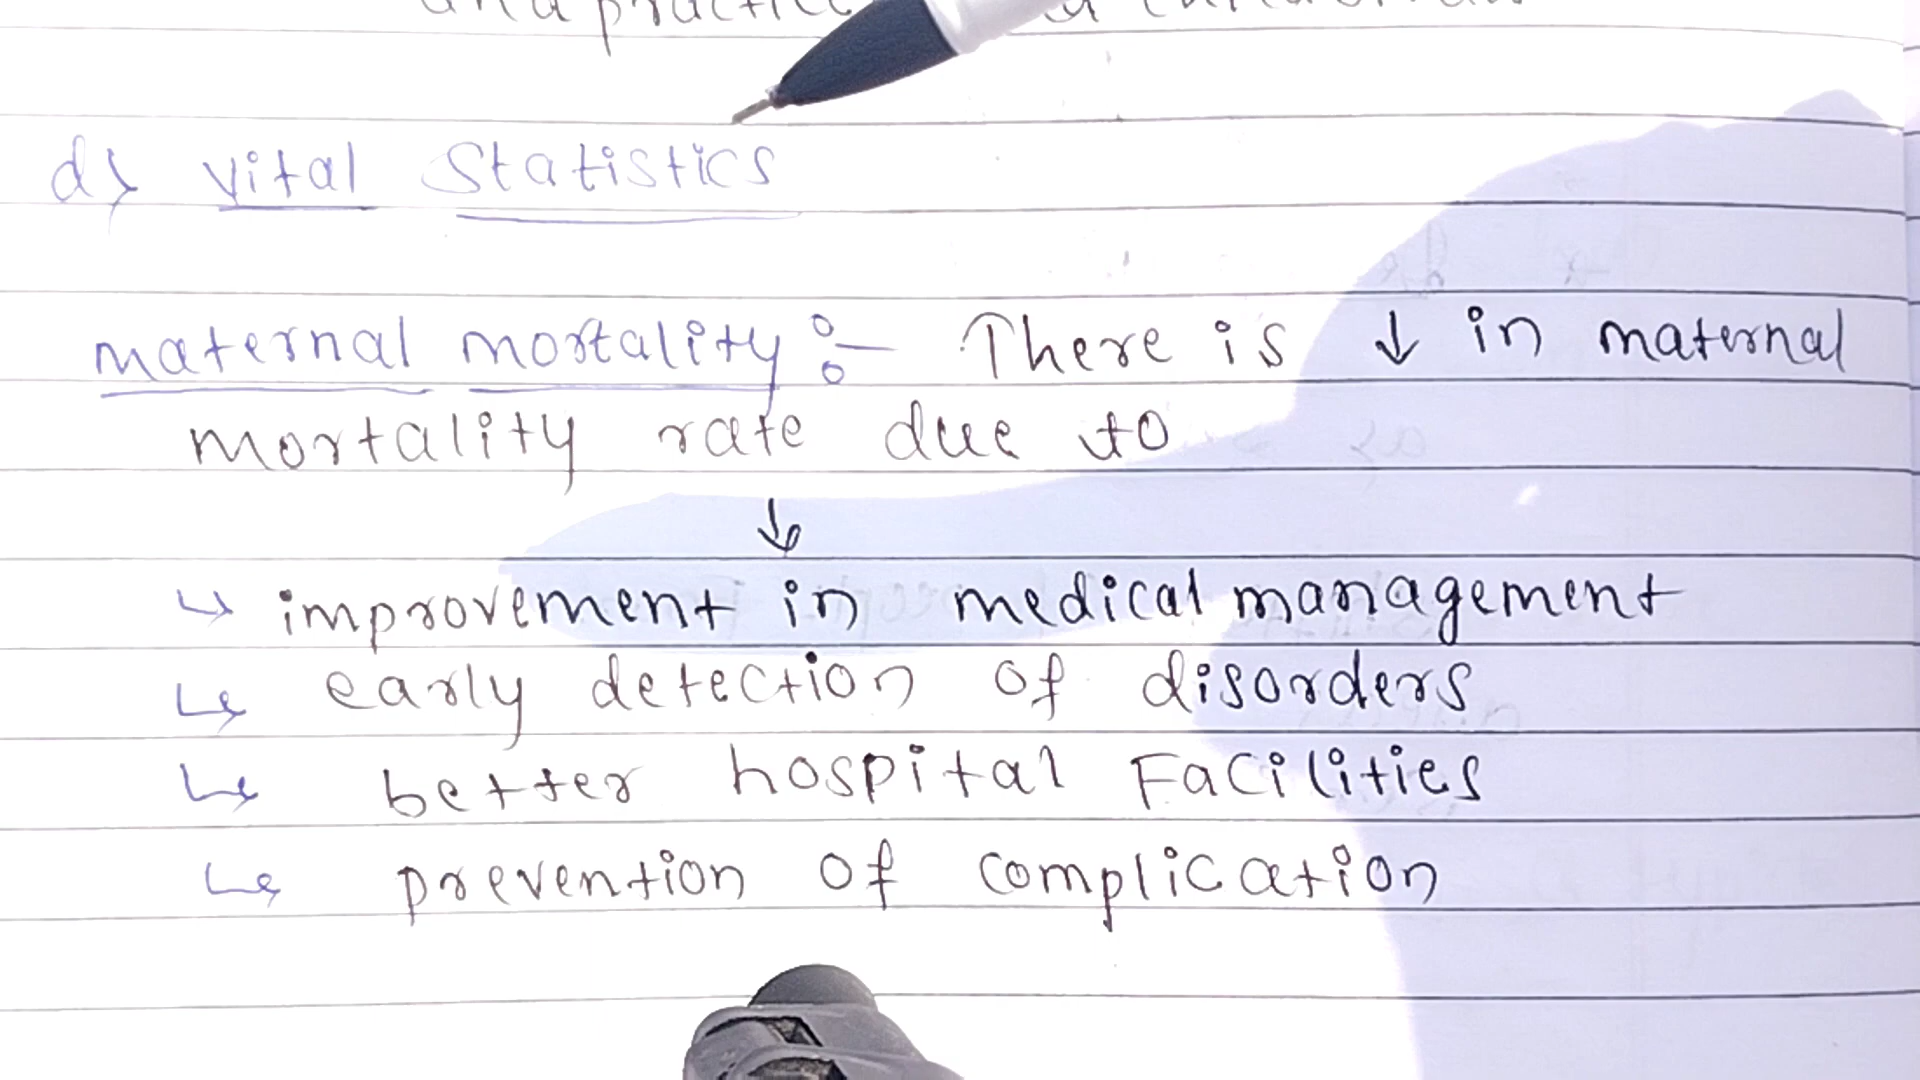 d) Vital Statistics
maternal mortality :- There is ↓ in maternal
mortality rate due to
↓
↳ improvement in medical management
↳ early detection of disorders
↳ better hospital Facilities
↳ prevention of complication